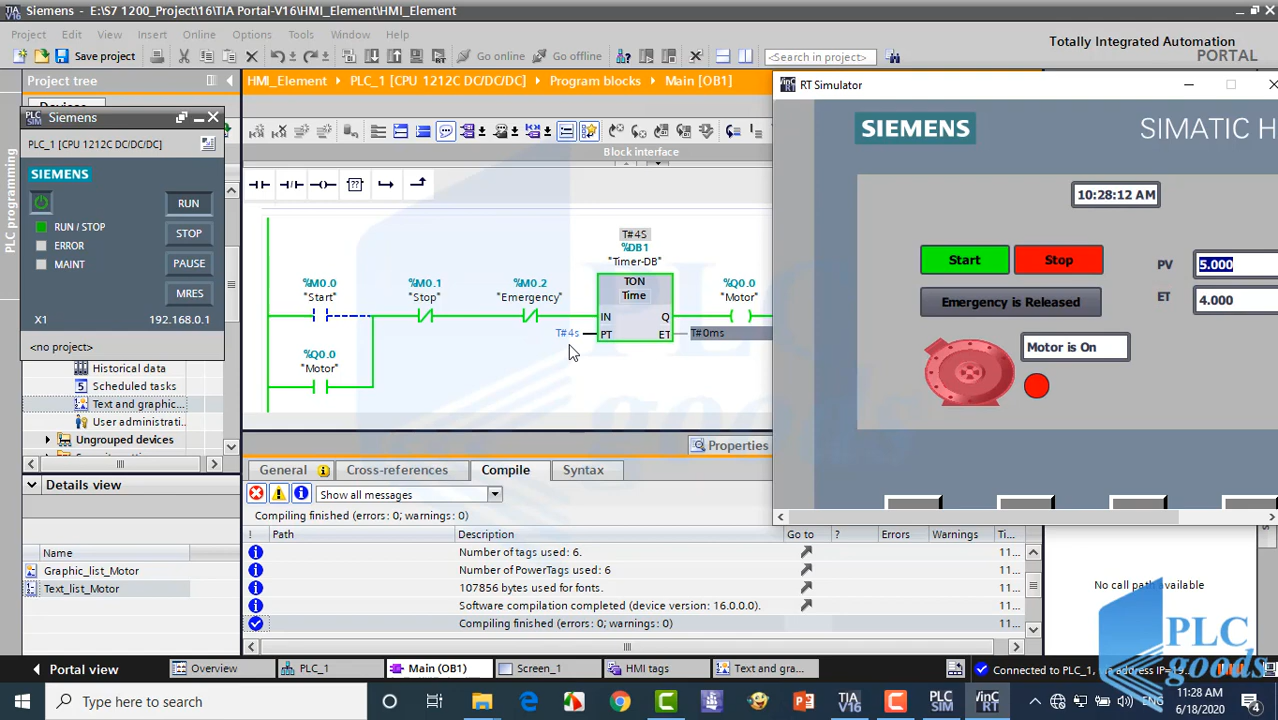 Siemens - E:\S7 1200_Project\16\TIA Portal-V16\HMI_Element\HMI_Element
Project Edit View Insert Online Options Tools Window Help
Save project
Go online
Go offline
<Search in project>
Totally Integrated Automation
PORTAL
Project tree
HMI_Element
PLC_1 [CPU 1212C DC/DC/DC]
Program blocks
Main [OB1]
RT Simulator
Siemens
PLC_1 [CPU 1212C DC/DC/DC]
SIEMENS
RUN
RUN / STOP
STOP
ERROR
MAINT
PAUSE
MRES
X1
192.168.0.1
<no project>
PLC programming
Historical data
Scheduled tasks
Text and graphic...
User administrati...
Ungrouped devices
Details view
Name
Graphic_list_Motor
Text_list_Motor
Block interface
??
T#4S
%DB1
"Timer-DB"
%M0.0
"Start"
%M0.1
"Stop"
%M0.2
"Emergency"
TON
Time
%Q0.0
"Motor"
IN
Q
T#4s
PT
ET
T#0ms
%Q0.0
"Motor"
SIEMENS
SIMATIC H
10:28:12 AM
Start
Stop
PV
5.000
Emergency is Released
ET
4.000
Motor is On
Properties
General
Cross-references
Compile
Syntax
Show all messages
Compiling finished (errors: 0; warnings: 0)
! Path Description Go to ? Errors Warnings Ti...
Number of tags used: 6. 11...
Number of PowerTags used: 6 11...
107856 bytes used for fonts. 11...
Software compilation completed (device version: 16.0.0.0). 11...
Compiling finished (errors: 0; warnings: 0) 11...
No call path available
PLC
goods
Portal view
Overview
PLC_1
Main (OB1)
Screen_1
HMI tags
Text and gra...
Connected to PLC_1,
Type here to search
ENG
11:28 AM
6/18/2020
4